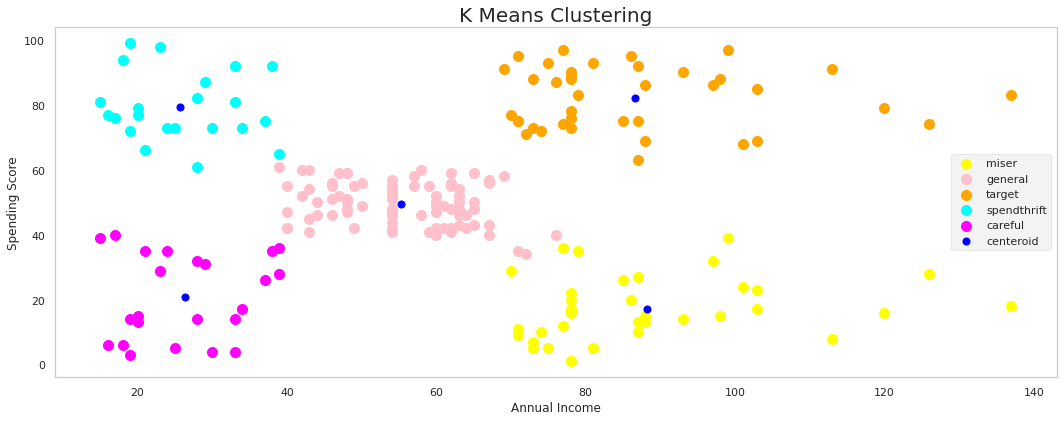 K Means Clustering
100
80
60
40
20
0
Spending Score
miser
general
target
spendthrift
careful
centeroid
20
40
60
80
100
120
140
Annual Income